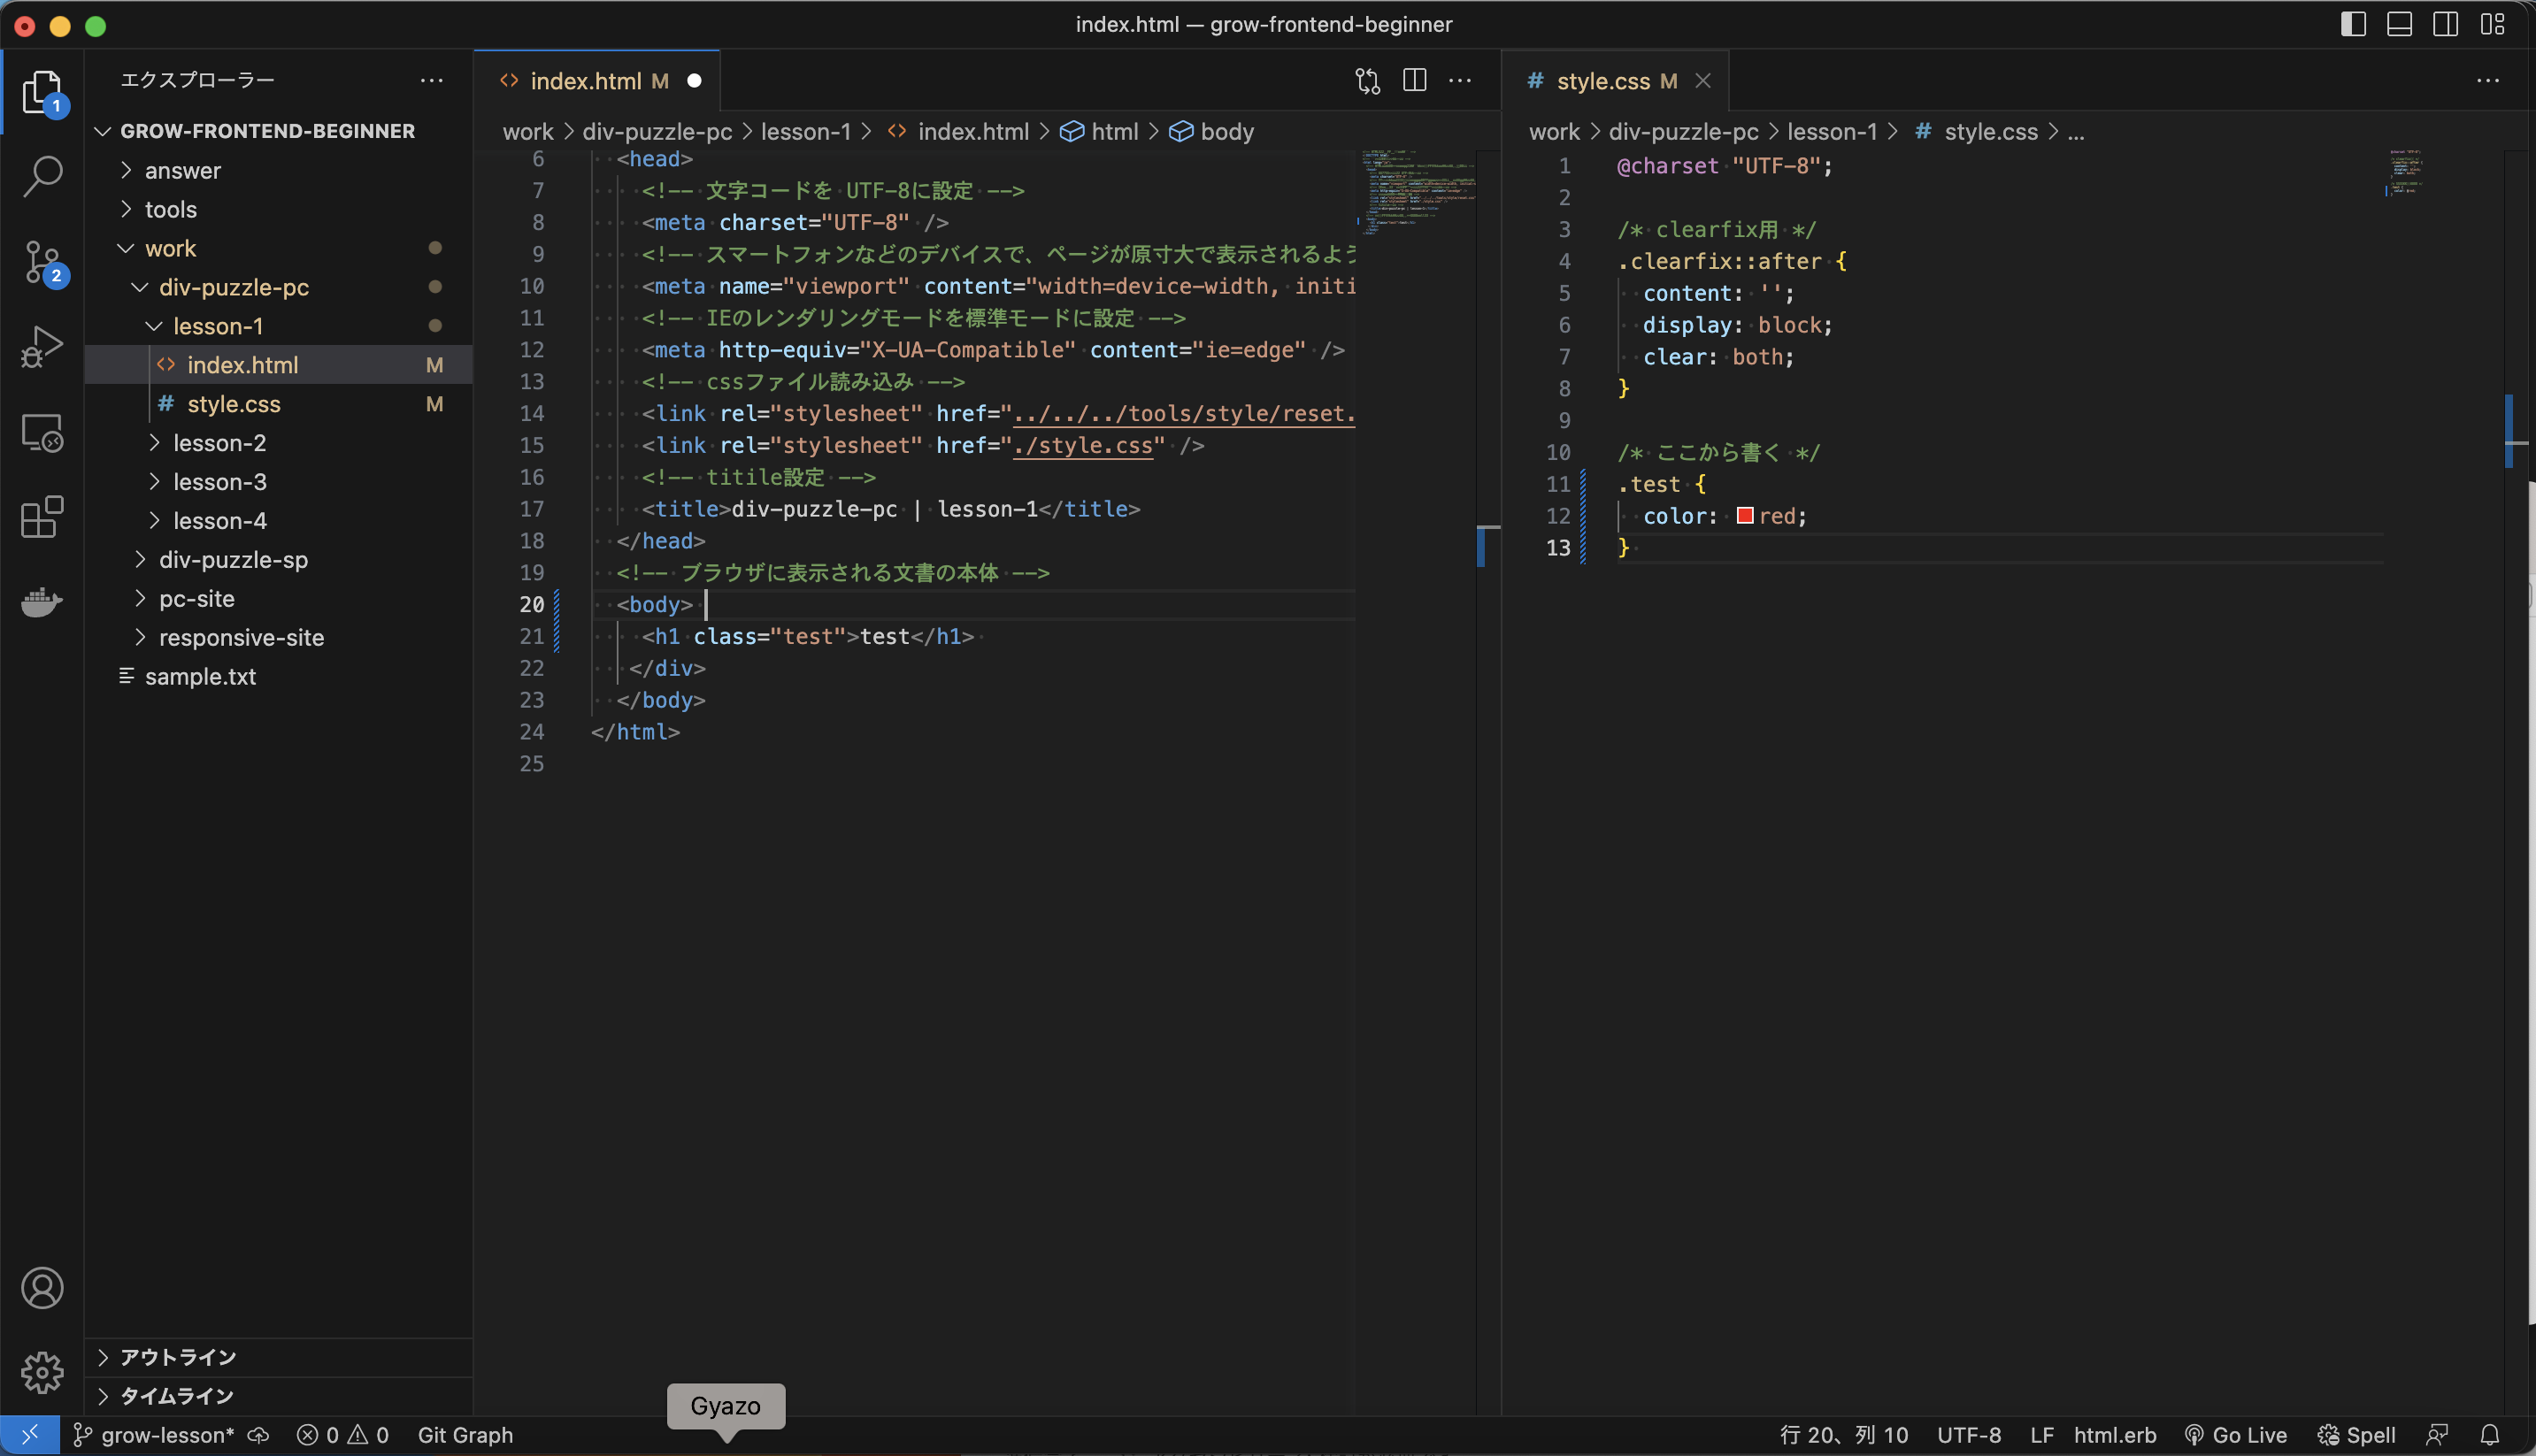 index.html — grow-frontend-beginner
エクスプローラー
GROW-FRONTEND-BEGINNER
answer
tools
work
div-puzzle-pc
lesson-1
index.html M
style.css M
lesson-2
lesson-3
lesson-4
div-puzzle-sp
pc-site
responsive-site
sample.txt
アウトライン
タイムライン
1
2
index.html M
work > div-puzzle-pc > lesson-1 > index.html > html > body
6 <head>
7 <!-- 文字コードを UTF-8に設定 -->
8 <meta charset="UTF-8" />
9 <!-- スマートフォンなどのデバイスで、ページが原寸大で表示されるよう
10 <meta name="viewport" content="width=device-width, initi
11 <!-- IEのレンダリングモードを標準モードに設定 -->
12 <meta http-equiv="X-UA-Compatible" content="ie=edge" />
13 <!-- cssファイル読み込み -->
14 <link rel="stylesheet" href="../../../tools/style/reset.
15 <link rel="stylesheet" href="./style.css" />
16 <!-- titile設定 -->
17 <title>div-puzzle-pc | lesson-1</title>
18 </head>
19 <!-- ブラウザに表示される文書の本体 -->
20 <body>
21 <h1 class="test">test</h1>
22 </div>
23 </body>
24 </html>
25
style.css M
work > div-puzzle-pc > lesson-1 > # style.css > ...
1 @charset "UTF-8";
2
3 /* clearfix用 */
4 .clearfix::after {
5 content: '';
6 display: block;
7 clear: both;
8 }
9
10 /* ここから書く */
11 .test {
12 color: red;
13 }
Gyazo
grow-lesson* 0 0 Git Graph
行 20、列 10 UTF-8 LF html.erb Go Live Spell